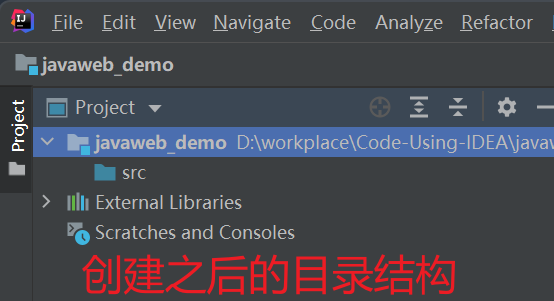 File Edit View Navigate Code Analyze Refactor
javaweb_demo
Project
Project
javaweb_demo D:\workplace\Code-Using-IDEA\javaw
src
External Libraries
Scratches and Consoles
创建之后的目录结构